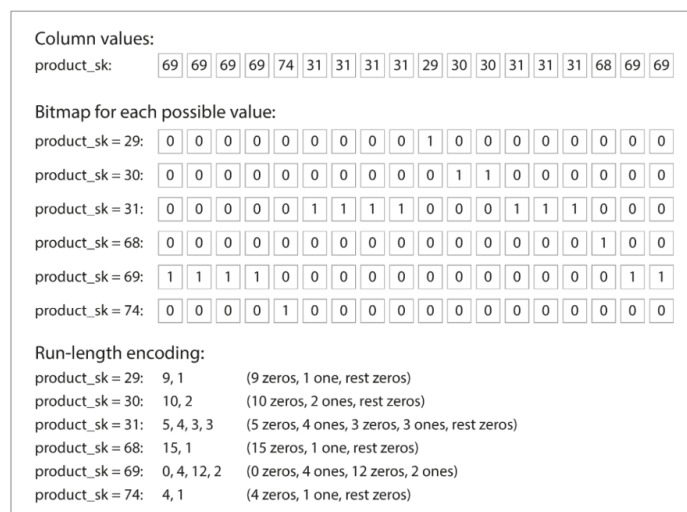 Column values:
product_sk: 69 69 69 69 74 31 31 31 31 29 30 30 31 31 31 68 69 69
Bitmap for each possible value:
product_sk = 29: 0 0 0 0 0 0 0 0 0 1 0 0 0 0 0 0 0 0
product_sk = 30: 0 0 0 0 0 0 0 0 0 0 1 1 0 0 0 0 0 0
product_sk = 31: 0 0 0 0 0 1 1 1 1 0 0 0 1 1 1 0 0 0
product_sk = 68: 0 0 0 0 0 0 0 0 0 0 0 0 0 0 0 1 0 0
product_sk = 69: 1 1 1 1 0 0 0 0 0 0 0 0 0 0 0 0 1 1
product_sk = 74: 0 0 0 0 1 0 0 0 0 0 0 0 0 0 0 0 0 0
Run-length encoding:
product_sk = 29: 9, 1 (9 zeros, 1 one, rest zeros)
product_sk = 30: 10, 2 (10 zeros, 2 ones, rest zeros)
product_sk = 31: 5, 4, 3, 3 (5 zeros, 4 ones, 3 zeros, 3 ones, rest zeros)
product_sk = 68: 15, 1 (15 zeros, 1 one, rest zeros)
product_sk = 69: 0, 4, 12, 2 (0 zeros, 4 ones, 12 zeros, 2 ones)
product_sk = 74: 4, 1 (4 zeros, 1 one, rest zeros)